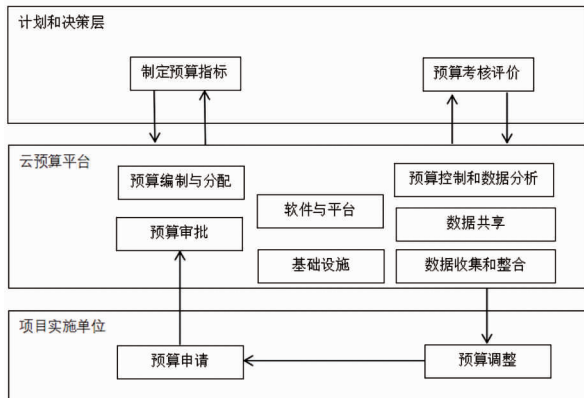 计划和决策层
制定预算指标
预算考核评价
云预算平台
预算编制与分配
预算控制和数据分析
软件与平台
预算审批
数据共享
基础设施
数据收集和整合
项目实施单位
预算申请
预算调整